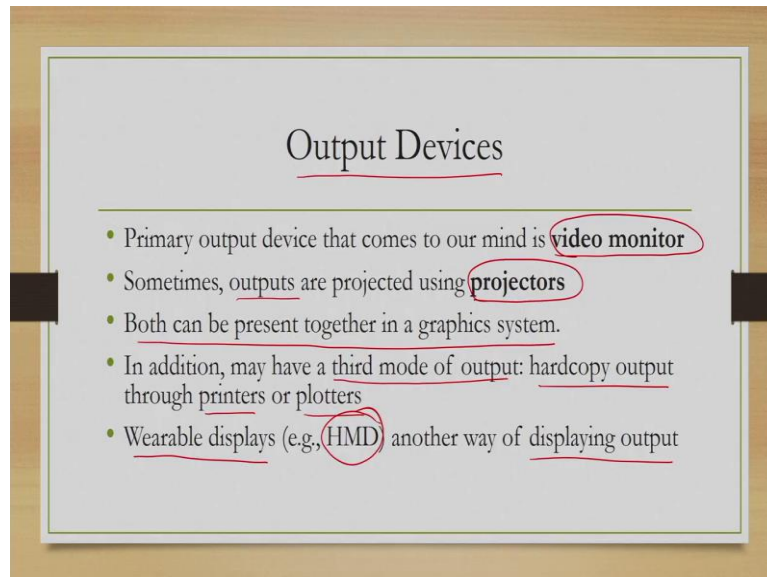 Output Devices
• Primary output device that comes to our mind is video monitor
• Sometimes, outputs are projected using projectors
• Both can be present together in a graphics system.
• In addition, may have a third mode of output: hardcopy output
through printers or plotters
• Wearable displays (e.g., HMD) another way of displaying output